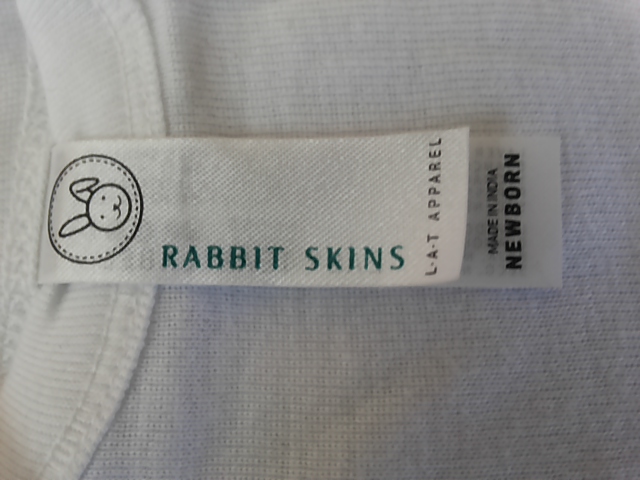 RABBIT SKINS
L·A·T APPAREL
MADE IN INDIA
NEWBORN